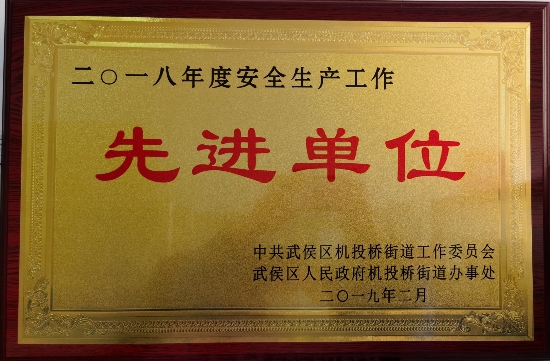 二〇一八年度安全生产工作
先进单位
中共武侯区机投桥街道工作委员会
武侯区人民政府机投桥街道办事处
二〇一九年二月